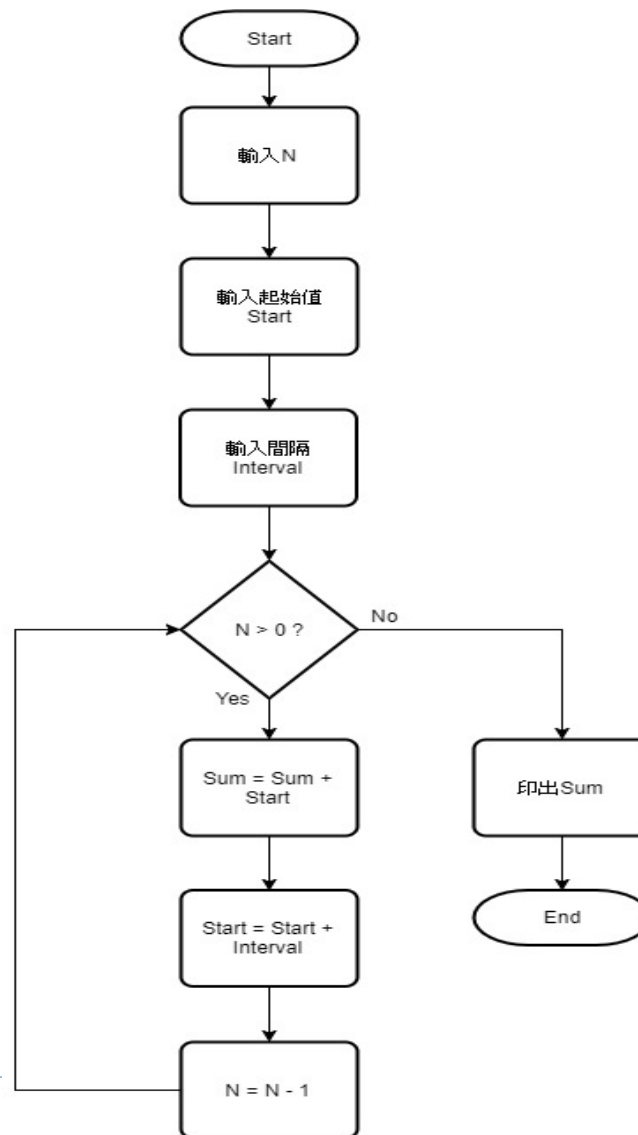 Start
輸入N
輸入起始值
Start
輸入間隔
Interval
N > 0 ?
No
Yes
Sum = Sum +
Start
印出Sum
Start = Start +
Interval
End
N = N - 1